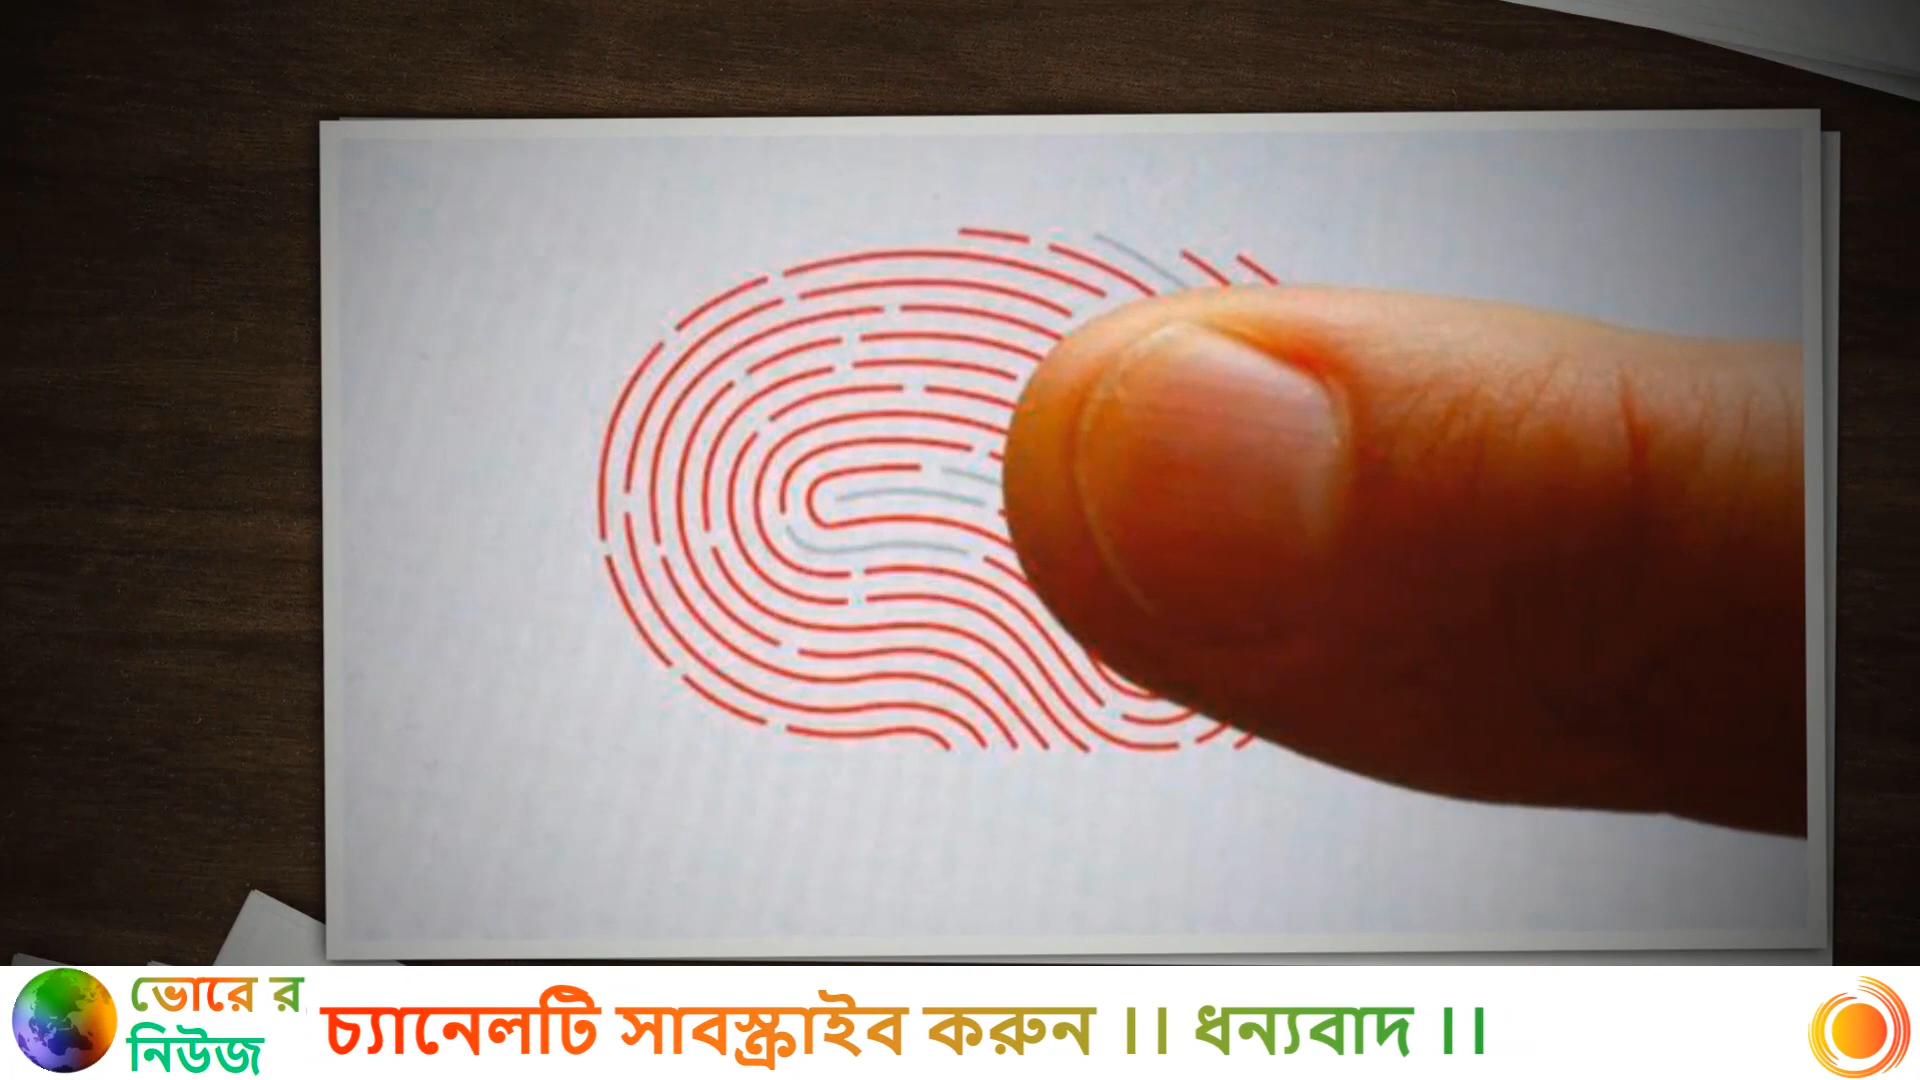 ভোরের
নিউজ
চ্যানেলটি সাবস্ক্রাইব করুন ।। ধন্যবাদ ।।